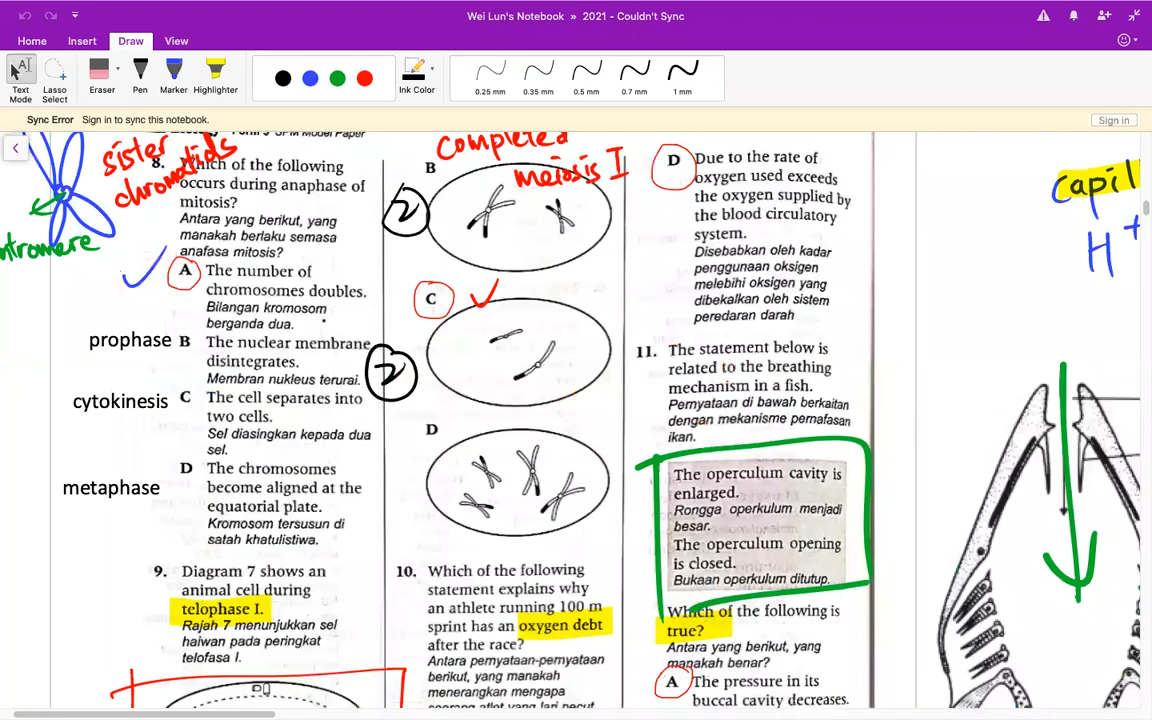 Wei Lun's Notebook » 2021 - Couldn't Sync
Home Insert Draw View
Text Mode
Lasso Select
Eraser
Pen
Marker
Highlighter
Ink Color
0.25 mm
0.35 mm
0.5 mm
0.7 mm
1 mm
Sync Error Sign in to sync this notebook.
Sign in
SPM Model Paper
sister
chromatids
8. Which of the following
occurs during anaphase of
mitosis?
Antara yang berikut, yang
manakah berlaku semasa
anafasa mitosis?
A The number of
chromosomes doubles.
Bilangan kromosom
berganda dua.
prophase B The nuclear membrane
disintegrates.
Membran nukleus terurai.
cytokinesis C The cell separates into
two cells.
Sel diasingkan kepada dua
sel.
metaphase D The chromosomes
become aligned at the
equatorial plate.
Kromosom tersusun di
satah khatulistiwa.
9. Diagram 7 shows an
animal cell during
telophase I.
Rajah 7 menunjukkan sel
haiwan pada peringkat
telofasa I.
ntromere
completed
meiosis I
B
2
C
2
D
10. Which of the following
statement explains why
an athlete running 100 m
sprint has an oxygen debt
after the race?
Antara pernyataan-pernyataan
berikut, yang manakah
menerangkan mengapa
D Due to the rate of
oxygen used exceeds
the oxygen supplied by
the blood circulatory
system.
Disebabkan oleh kadar
penggunaan oksigen
melebihi oksigen yang
dibekalkan oleh sistem
peredaran darah
11. The statement below is
related to the breathing
mechanism in a fish.
Pernyataan di bawah berkaitan
dengan mekanisme pernafasan
ikan.
The operculum cavity is
enlarged.
Rongga operkulum menjadi
besar.
The operculum opening
is closed.
Bukaan operkulum ditutup.
Which of the following is
true?
Antara yang berikut, yang
manakah benar?
A The pressure in its
buccal cavity decreases.
capil
H+